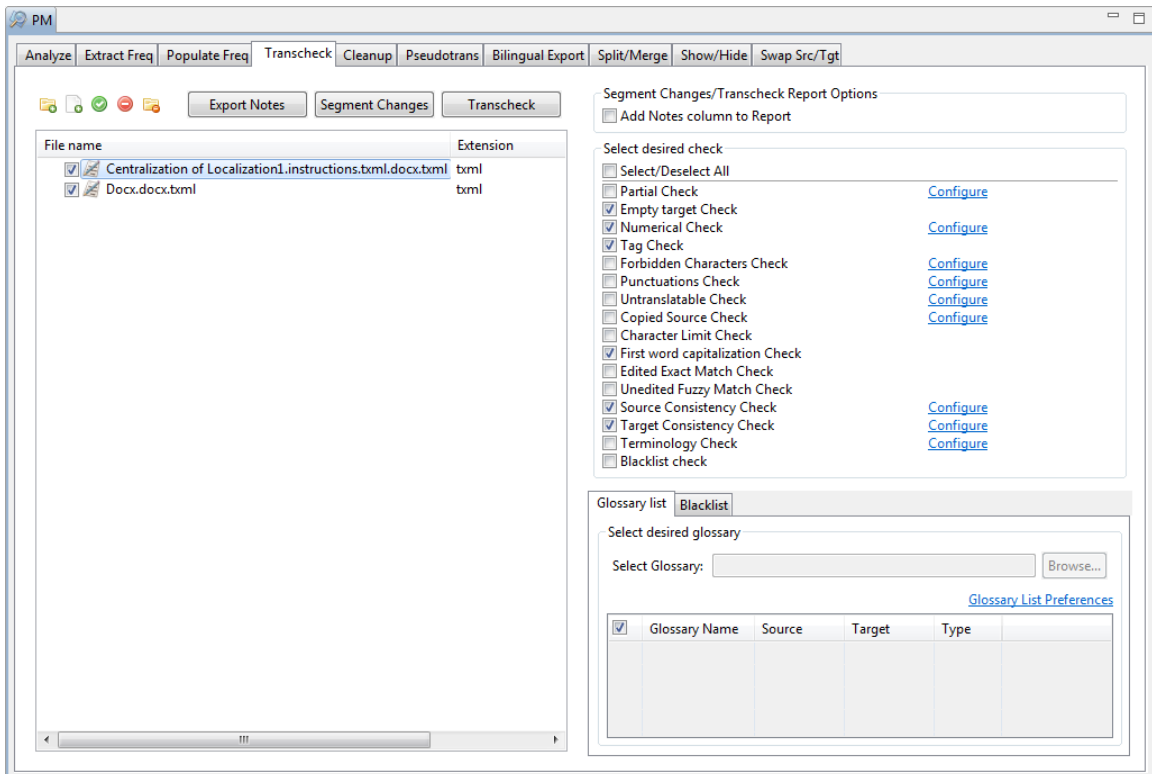 PM
Analyze Extract Freq Populate Freq Transcheck Cleanup Pseudotrans Bilingual Export Split/Merge Show/Hide Swap Src/Tgt
Export Notes Segment Changes Transcheck
File name Extension
Centralization of Localization1.instructions.txml.docx.txml txml
Docx.docx.txml txml
Segment Changes/Transcheck Report Options
Add Notes column to Report
Select desired check
Select/Deselect All
Partial Check Configure
Empty target Check
Numerical Check Configure
Tag Check
Forbidden Characters Check Configure
Punctuations Check Configure
Untranslatable Check Configure
Copied Source Check Configure
Character Limit Check
First word capitalization Check
Edited Exact Match Check
Unedited Fuzzy Match Check
Source Consistency Check Configure
Target Consistency Check Configure
Terminology Check Configure
Blacklist check
Glossary list Blacklist
Select desired glossary
Select Glossary: Browse...
Glossary List Preferences
Glossary Name Source Target Type